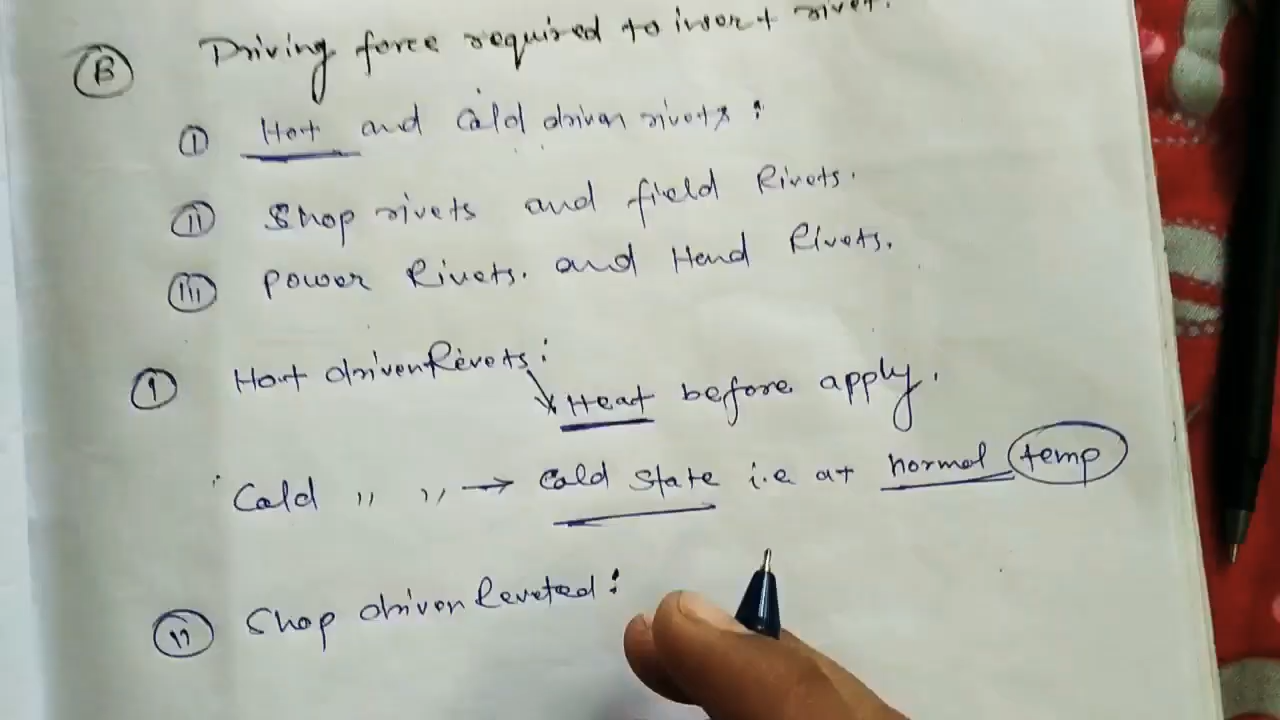 B Driving force required to insert rivet.
I Hot and Cold driven rivets :
II Shop rivets and field Rivets.
III Power Rivets. and Hand Rivets.
I Hot driven Rivets :
Heat before apply.
Cold " " → Cold State i.e at normal temp
II Shop driven Reveted :